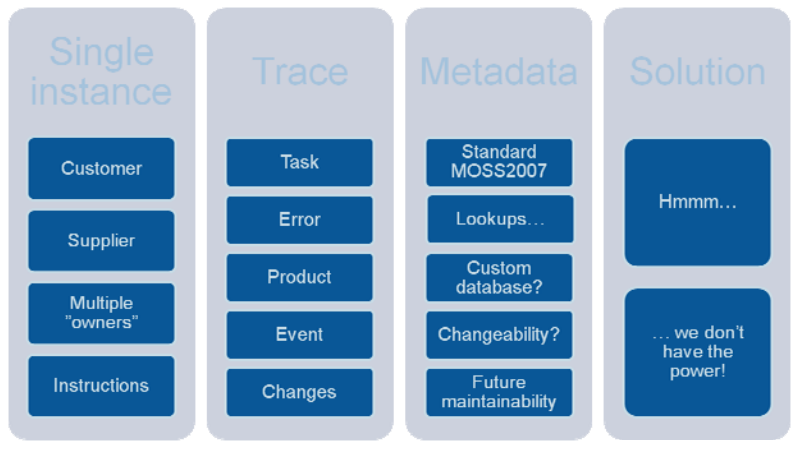 Single
instance
Customer
Supplier
Multiple
”owners”
Instructions
Trace
Task
Error
Product
Event
Changes
Metadata
Standard
MOSS2007
Lookups…
Custom
database?
Changeability?
Future
maintainability
Solution
Hmmm…
… we don’t
have the
power!